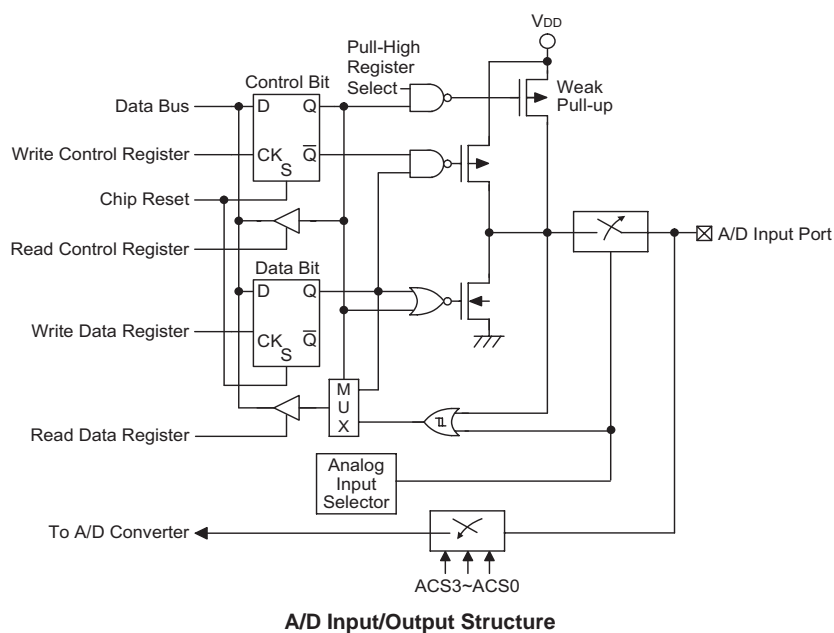 VDD
Pull-High
Register
Select
Weak
Pull-up
Control Bit
Data Bus
D
Q
Write Control Register
CK
Q
S
Chip Reset
Read Control Register
Data Bit
D
Q
Write Data Register
CK
Q
S
M
U
X
Read Data Register
A/D Input Port
Analog
Input
Selector
To A/D Converter
ACS3~ACS0
A/D Input/Output Structure